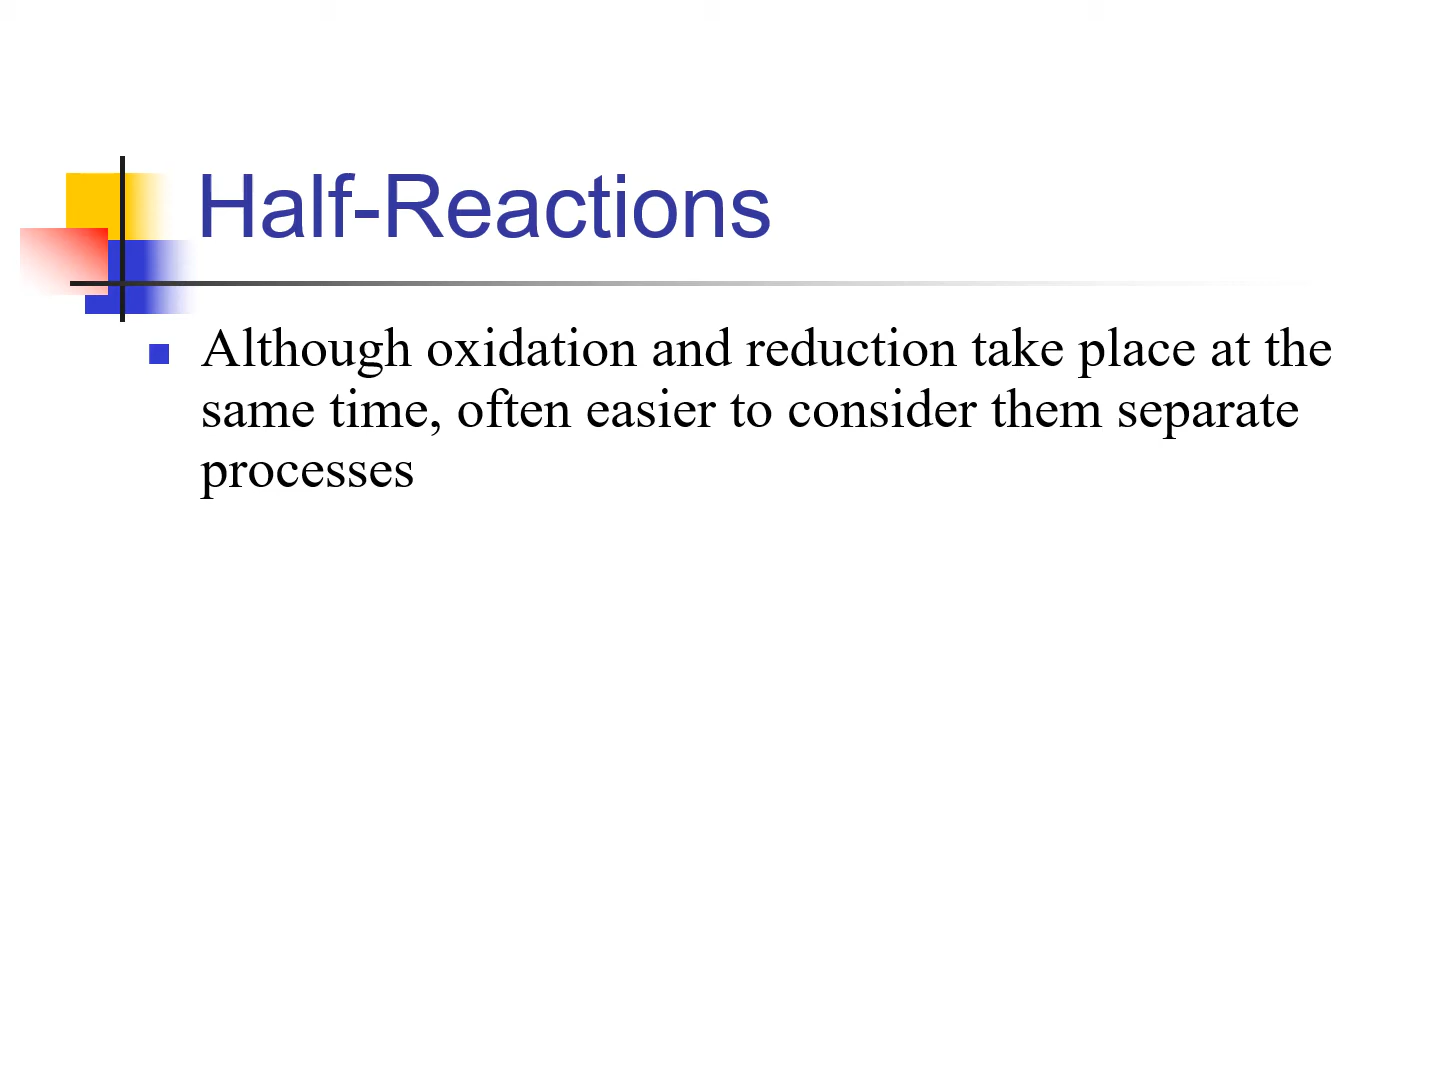 Half-Reactions
Although oxidation and reduction take place at the
same time, often easier to consider them separate
processes